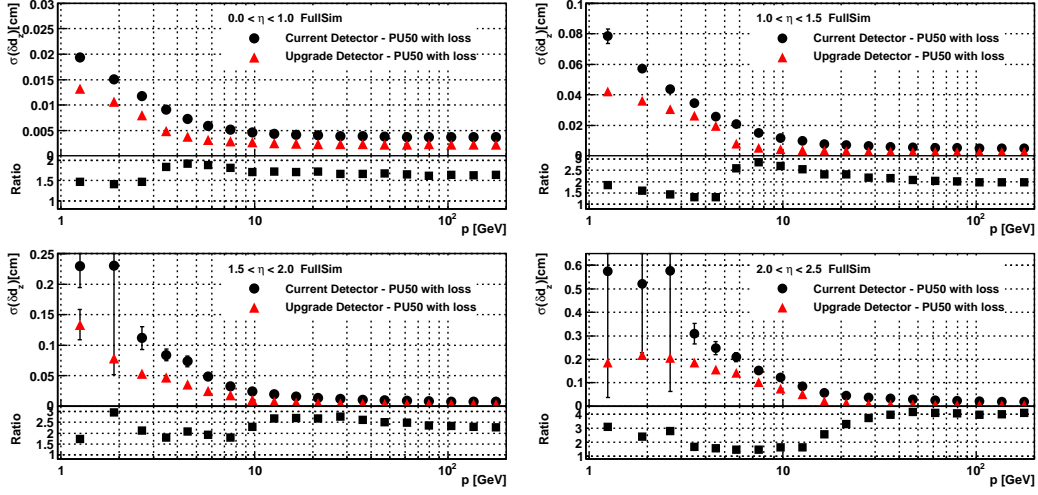 σ(δd_z)[cm]
0.03
0.025
0.02
0.015
0.01
0.005
0
0.0 < η < 1.0 FullSim
Current Detector - PU50 with loss
Upgrade Detector - PU50 with loss
Ratio
2
1.5
1
1
10
10²
p [GeV]
σ(δd_z)[cm]
0.1
0.08
0.06
0.04
0.02
0
1.0 < η < 1.5 FullSim
Current Detector - PU50 with loss
Upgrade Detector - PU50 with loss
Ratio
3
2.5
2
1.5
1
1
10
10²
p [GeV]
σ(δd_z)[cm]
0.25
0.2
0.15
0.1
0.05
0
1.5 < η < 2.0 FullSim
Current Detector - PU50 with loss
Upgrade Detector - PU50 with loss
Ratio
3
2.5
2
1.5
1
1
10
10²
p [GeV]
σ(δd_z)[cm]
0.6
0.5
0.4
0.3
0.2
0.1
0
2.0 < η < 2.5 FullSim
Current Detector - PU50 with loss
Upgrade Detector - PU50 with loss
Ratio
4
3
2
1
1
10
10²
p [GeV]